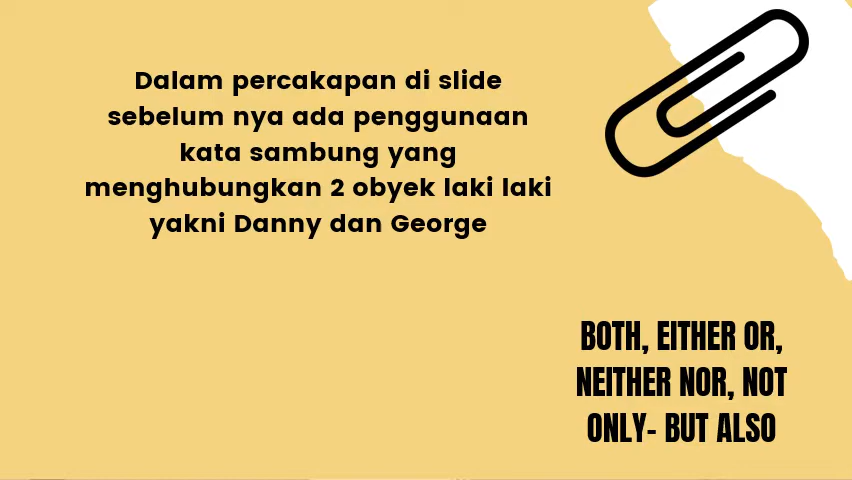 Dalam percakapan di slide
sebelum nya ada penggunaan
kata sambung yang
menghubungkan 2 obyek laki laki
yakni Danny dan George
BOTH, EITHER OR,
NEITHER NOR, NOT
ONLY- BUT ALSO